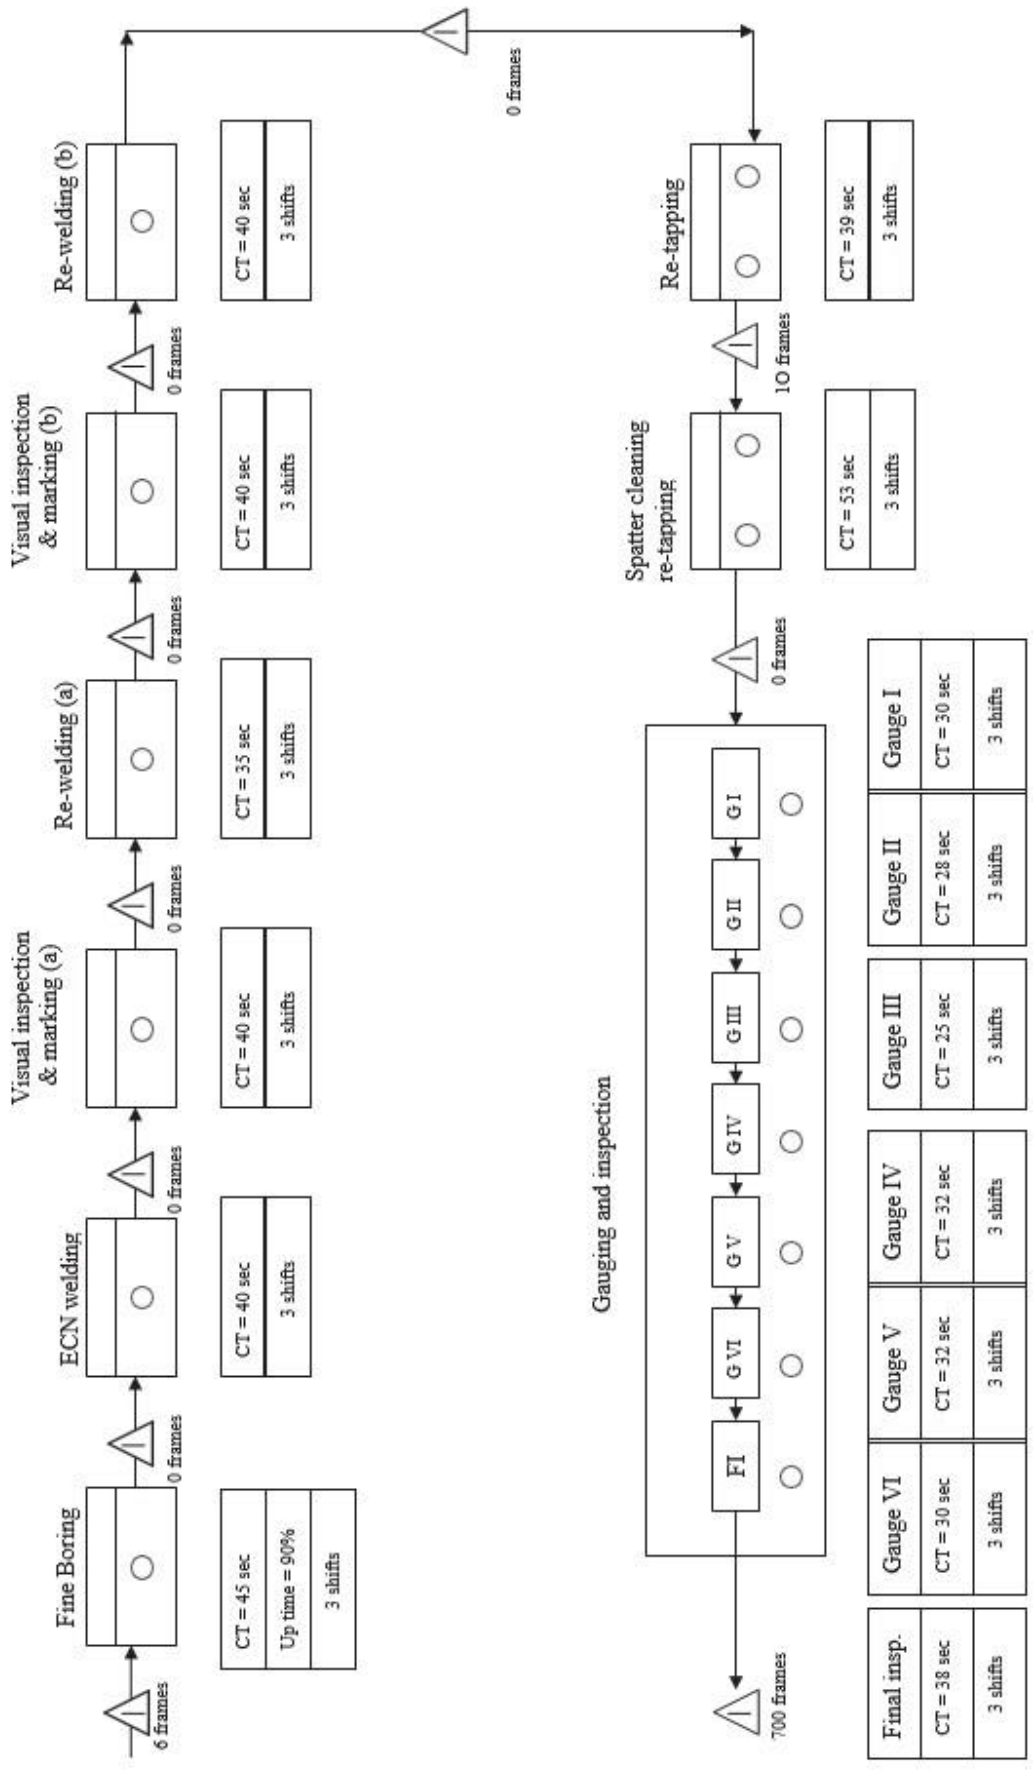 6 frames
Fine Boring
CT = 45 sec
Up time = 90%
3 shifts
0 frames
ECN welding
CT = 40 sec
3 shifts
0 frames
Visual inspection
& marking (a)
CT = 40 sec
3 shifts
0 frames
Re-welding (a)
CT = 35 sec
3 shifts
0 frames
Visual inspection
& marking (b)
CT = 40 sec
3 shifts
0 frames
Re-welding (b)
CT = 40 sec
3 shifts
0 frames
Re-tapping
CT = 39 sec
3 shifts
10 frames
Spatter cleaning
re-tapping
CT = 53 sec
3 shifts
0 frames
Gauging and inspection
G I
G II
G III
G IV
G V
G VI
FI
700 frames
Final insp.
CT = 38 sec
3 shifts
Gauge VI
CT = 30 sec
3 shifts
Gauge V
CT = 32 sec
3 shifts
Gauge IV
CT = 32 sec
3 shifts
Gauge III
CT = 25 sec
3 shifts
Gauge II
CT = 28 sec
3 shifts
Gauge I
CT = 30 sec
3 shifts